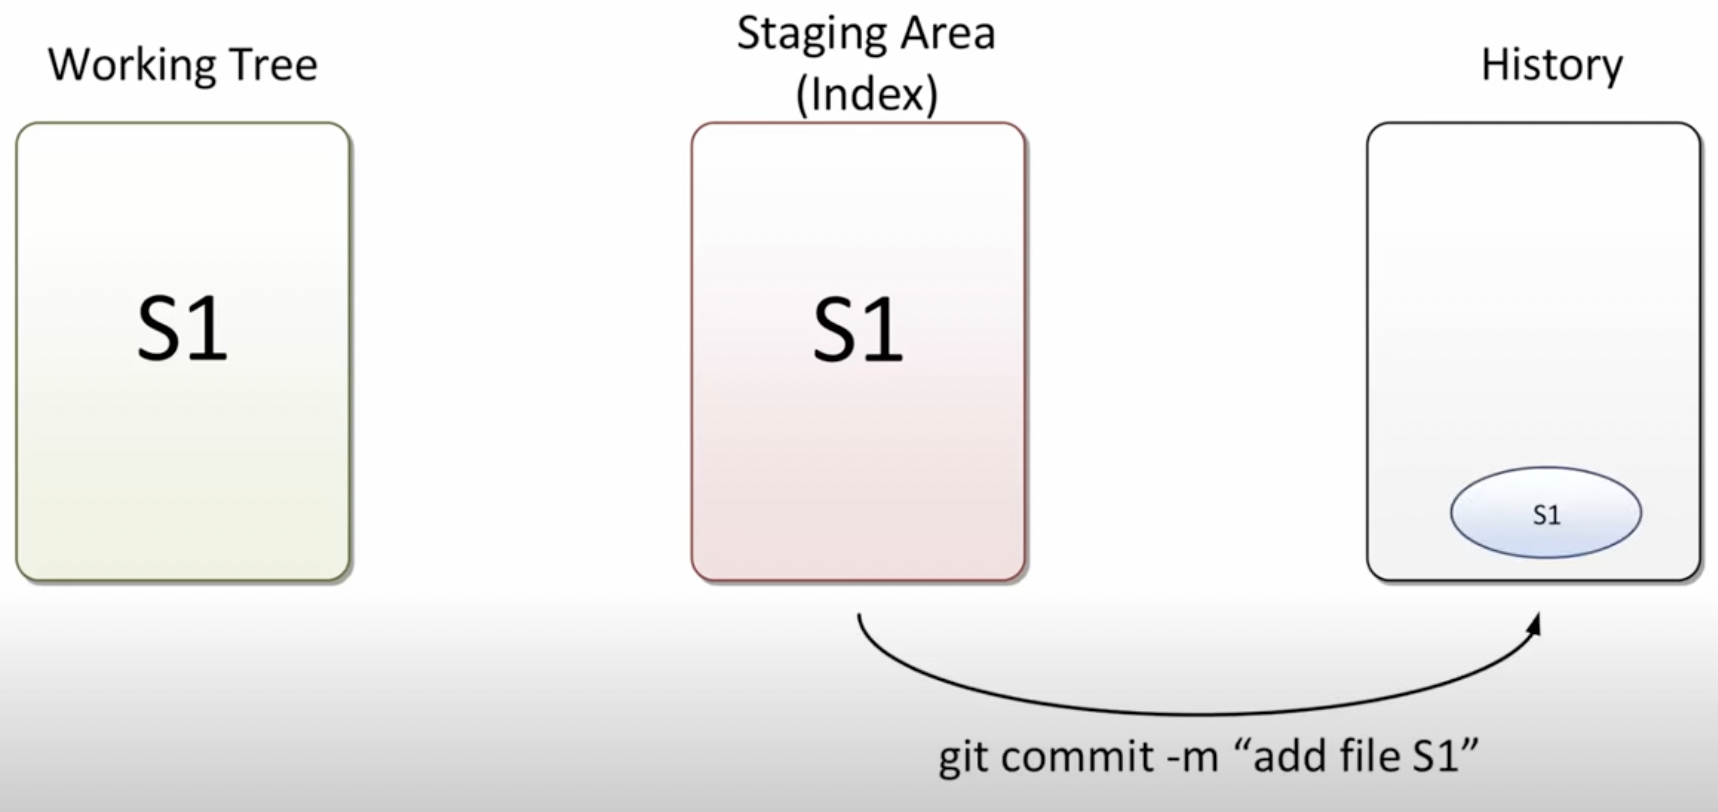 Working Tree
Staging Area
(Index)
History
S1
S1
S1
git commit -m “add file S1”